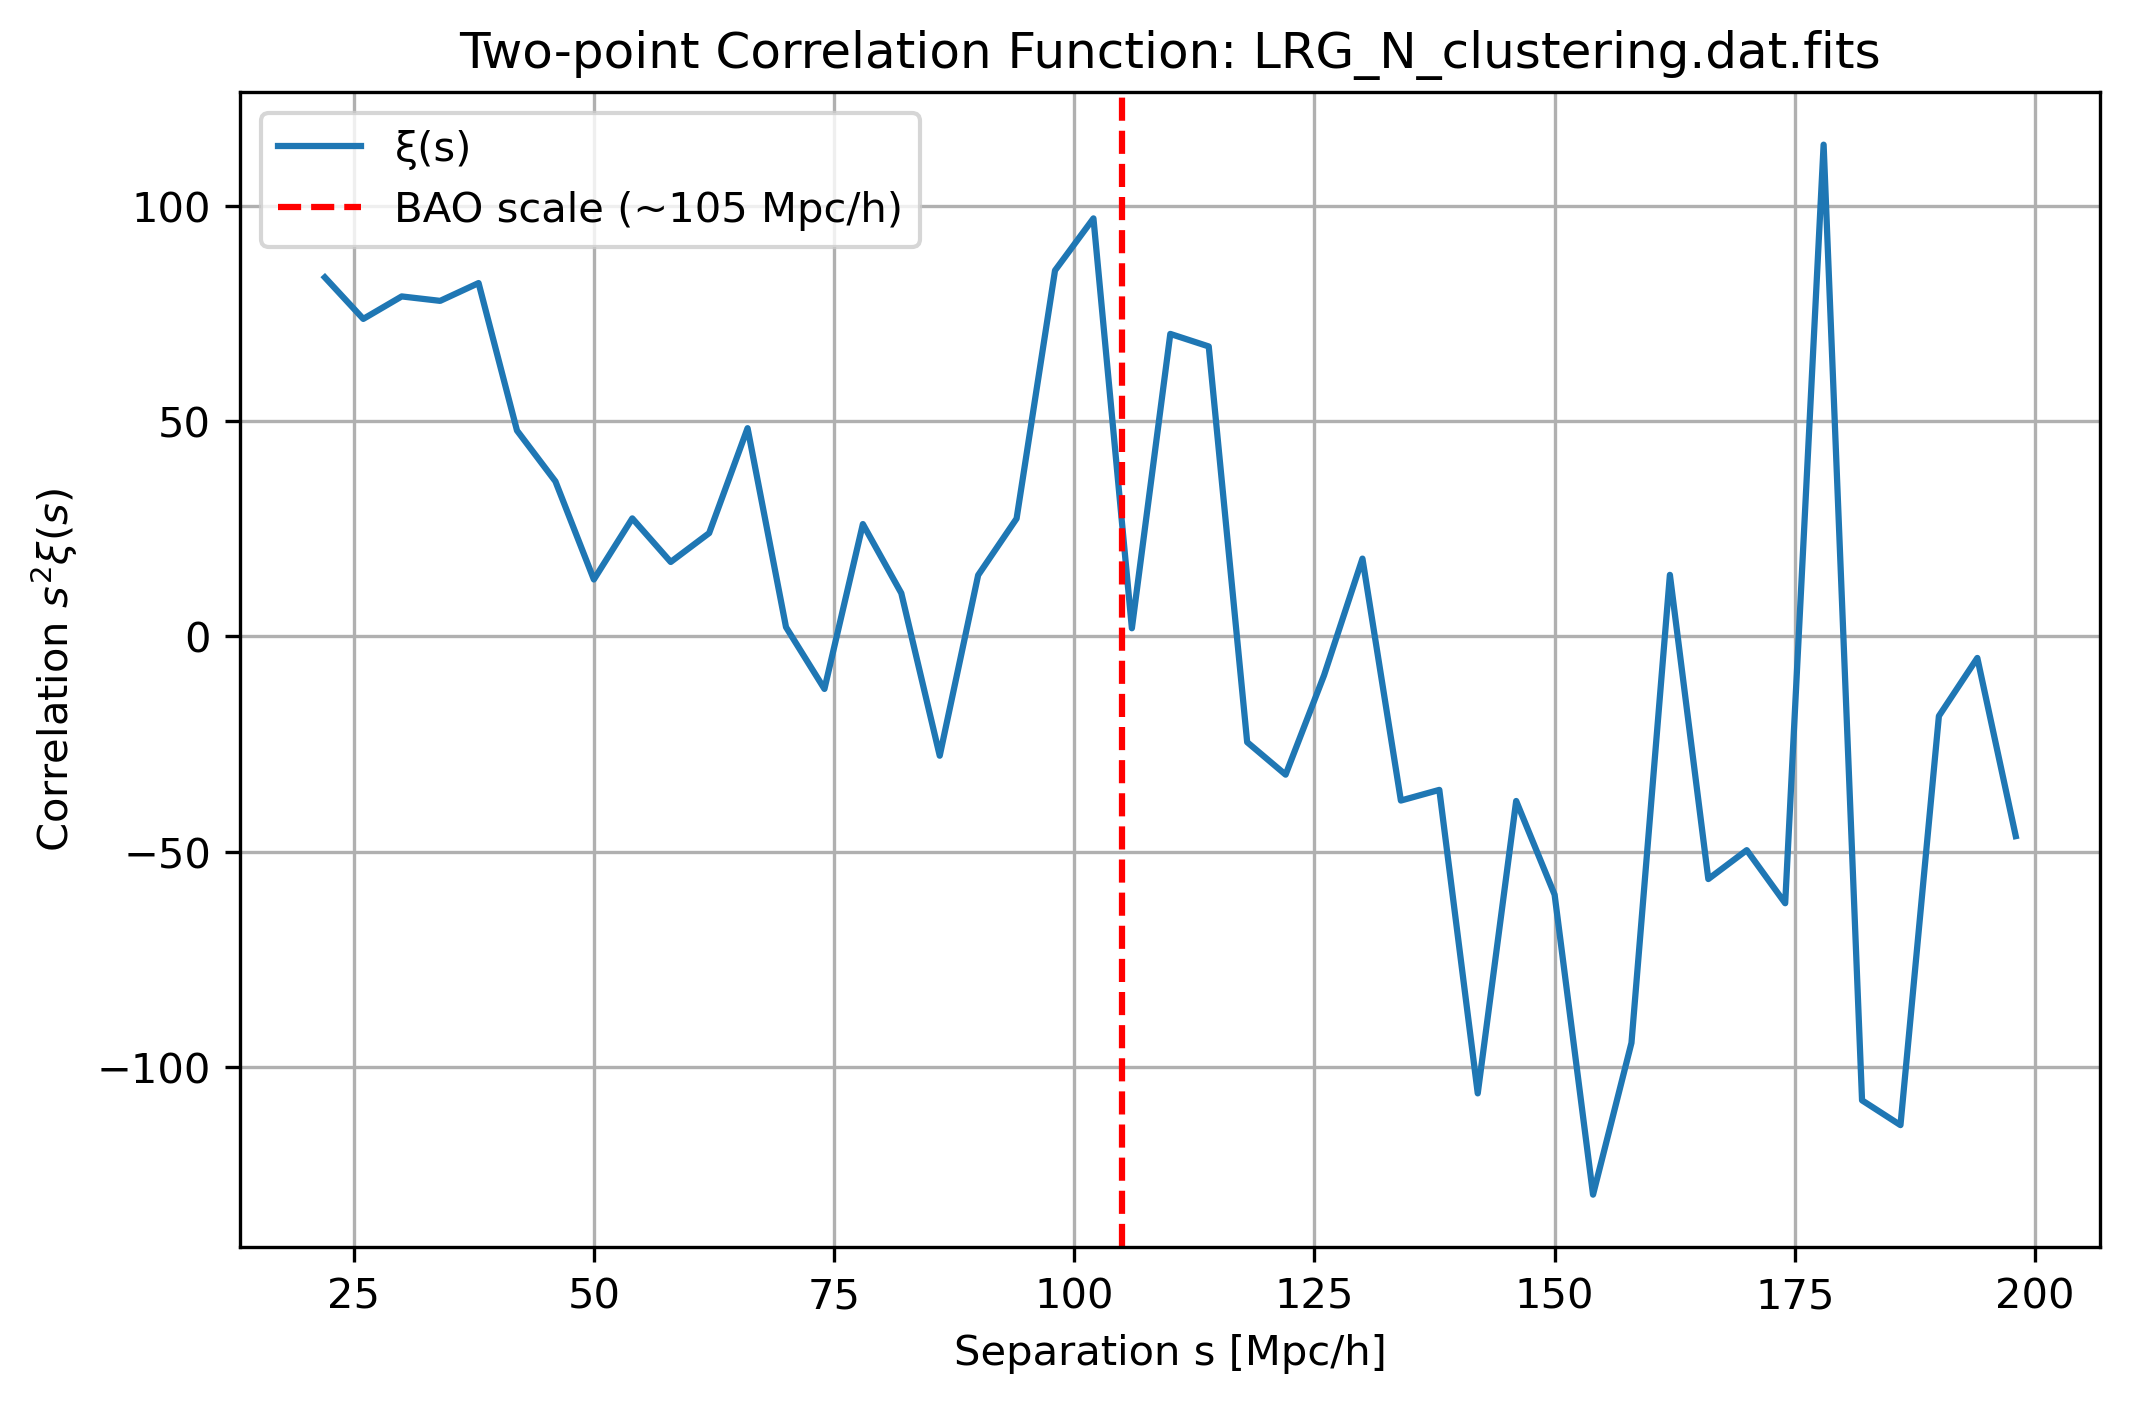 Two-point Correlation Function: LRG_N_clustering.dat.fits
ξ(s)
BAO scale (~105 Mpc/h)
100
50
0
−50
−100
Correlation s²ξ(s)
25 50 75 100 125 150 175 200
Separation s [Mpc/h]